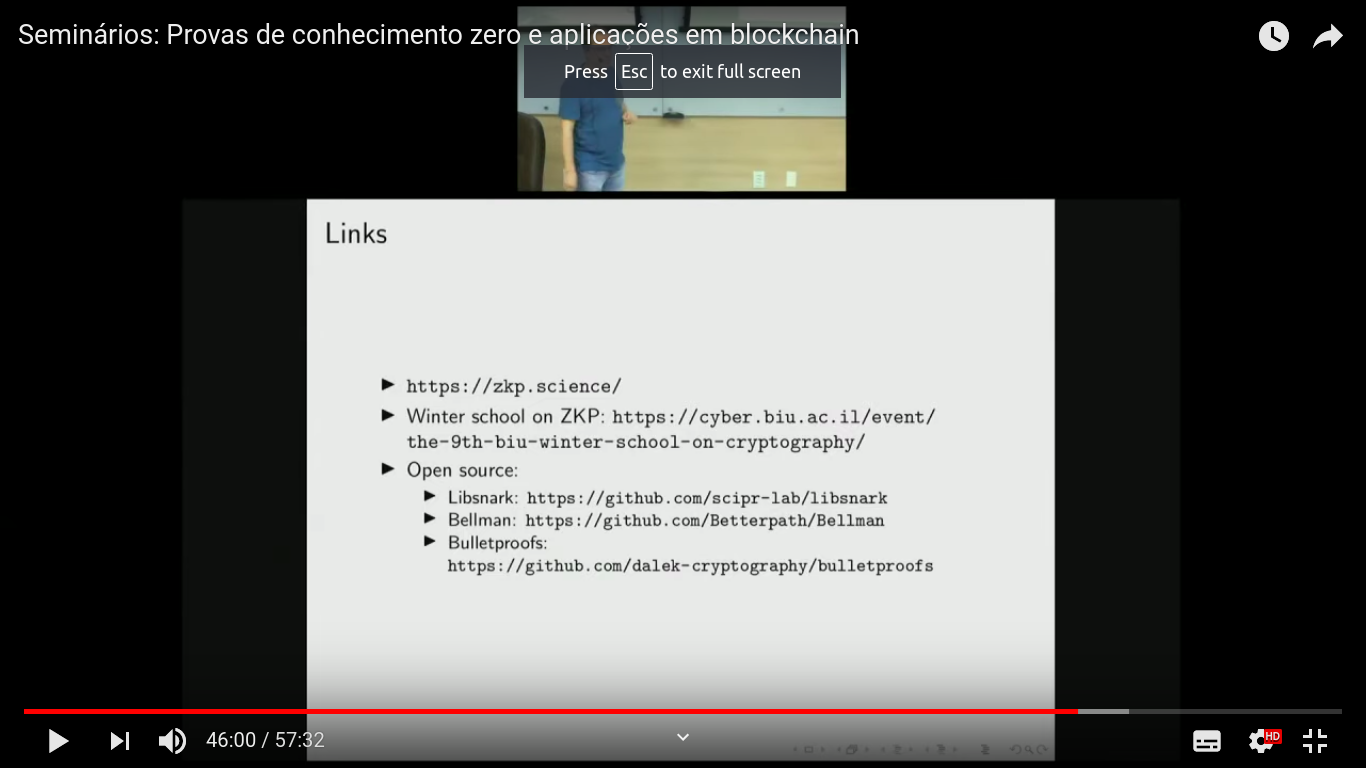 Seminários: Provas de conhecimento zero e aplicações em blockchain
Press Esc to exit full screen
Links
https://zkp.science/
Winter school on ZKP: https://cyber.biu.ac.il/event/
the-9th-biu-winter-school-on-cryptography/
Open source:
Libsnark: https://github.com/scipr-lab/libsnark
Bellman: https://github.com/Betterpath/Bellman
Bulletproofs:
https://github.com/dalek-cryptography/bulletproofs
46:00 / 57:32
HD